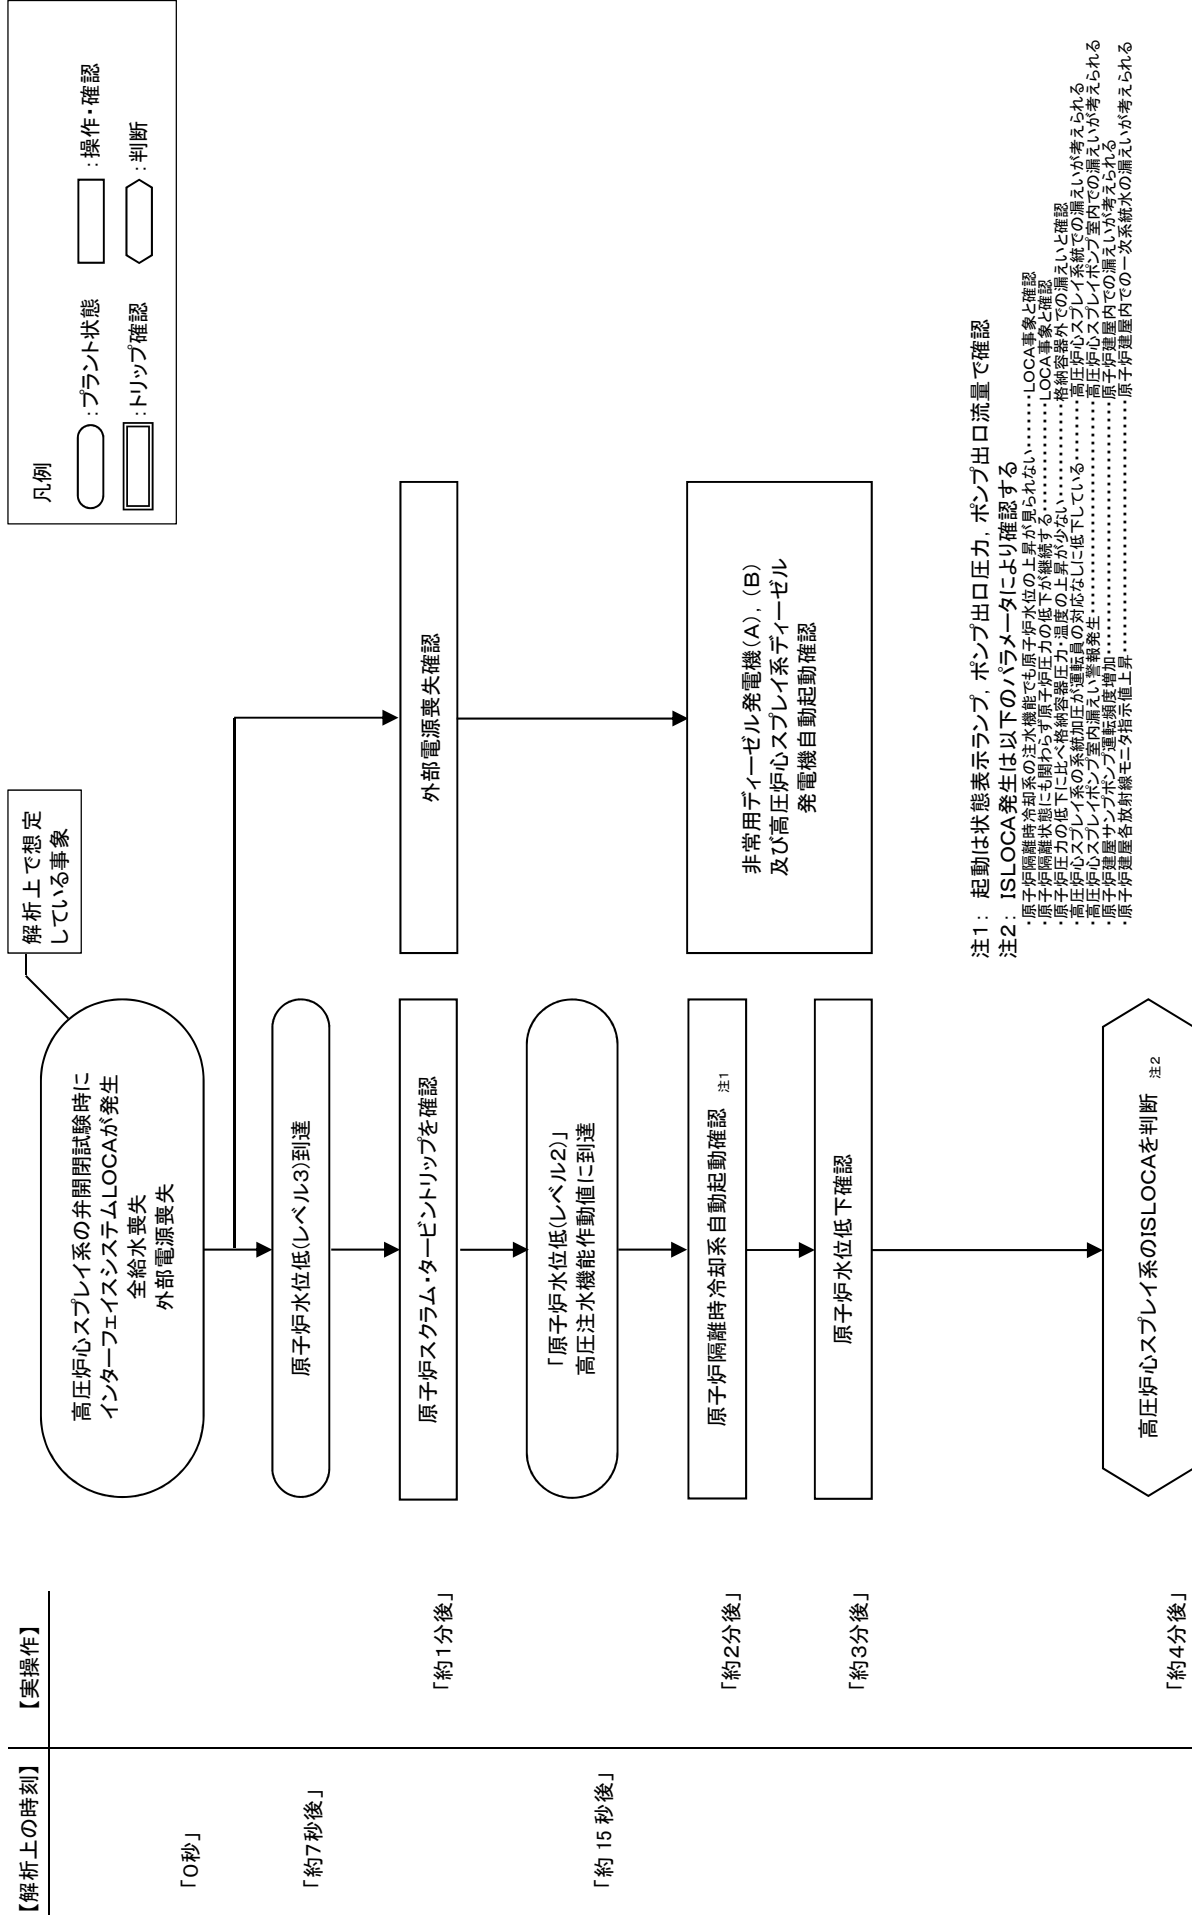 【解析上の時刻】
【実操作】
「0秒」
「約7秒後」
「約 15 秒後」
「約1分後」
「約2分後」
「約3分後」
「約4分後」
解析上で想定
している事象
高圧炉心スプレイ系の弁開閉試験時に
インターフェイスシステムLOCAが発生
全給水喪失
外部電源喪失
原子炉水位低(レベル3)到達
原子炉スクラム・タービントリップを確認
「原子炉水位低(レベル2)」
高圧注水機能作動値に到達
原子炉隔離時冷却系自動起動確認 注1
原子炉水位低下確認
高圧炉心スプレイ系のISLOCAを判断 注2
外部電源喪失確認
非常用ディーゼル発電機(A),(B)
及び高圧炉心スプレイ系ディーゼル
発電機自動起動確認
凡例
:プラント状態
:操作・確認
:トリップ確認
:判断
注1: 起動は状態表示ランプ,ポンプ出口圧力,ポンプ出口流量で確認
注2: ISLOCA発生は以下のパラメータにより確認する
・原子炉隔離時冷却系の注水機能でも原子炉水位の上昇が見られない・・・・・・・LOCA事象と確認
・原子炉隔離状態にも関わらず原子炉圧力の低下が継続する・・・・・・・・・・・・LOCA事象と確認
・原子炉圧力の低下に比べ格納容器圧力・温度の上昇が少ない・・・・・・・・・・・格納容器外での漏えいと確認
・高圧炉心スプレイ系の系統加圧が運転員の対応なしに低下している・・・・・・・高圧炉心スプレイ系統での漏えいが考えられる
・高圧炉心スプレイポンプ室内漏えい警報発生・・・・・・・・・・・・・・・・・・・・・・・高圧炉心スプレイポンプ室内での漏えいが考えられる
・原子炉建屋サンプポンプ運転頻度増加・・・・・・・・・・・・・・・・・・・・・・・・・・・原子炉建屋内での漏えいが考えられる
・原子炉建屋各放射線モニタ指示値上昇・・・・・・・・・・・・・・・・・・・・・・・・・・・原子炉建屋内での一次系統水の漏えいが考えられる